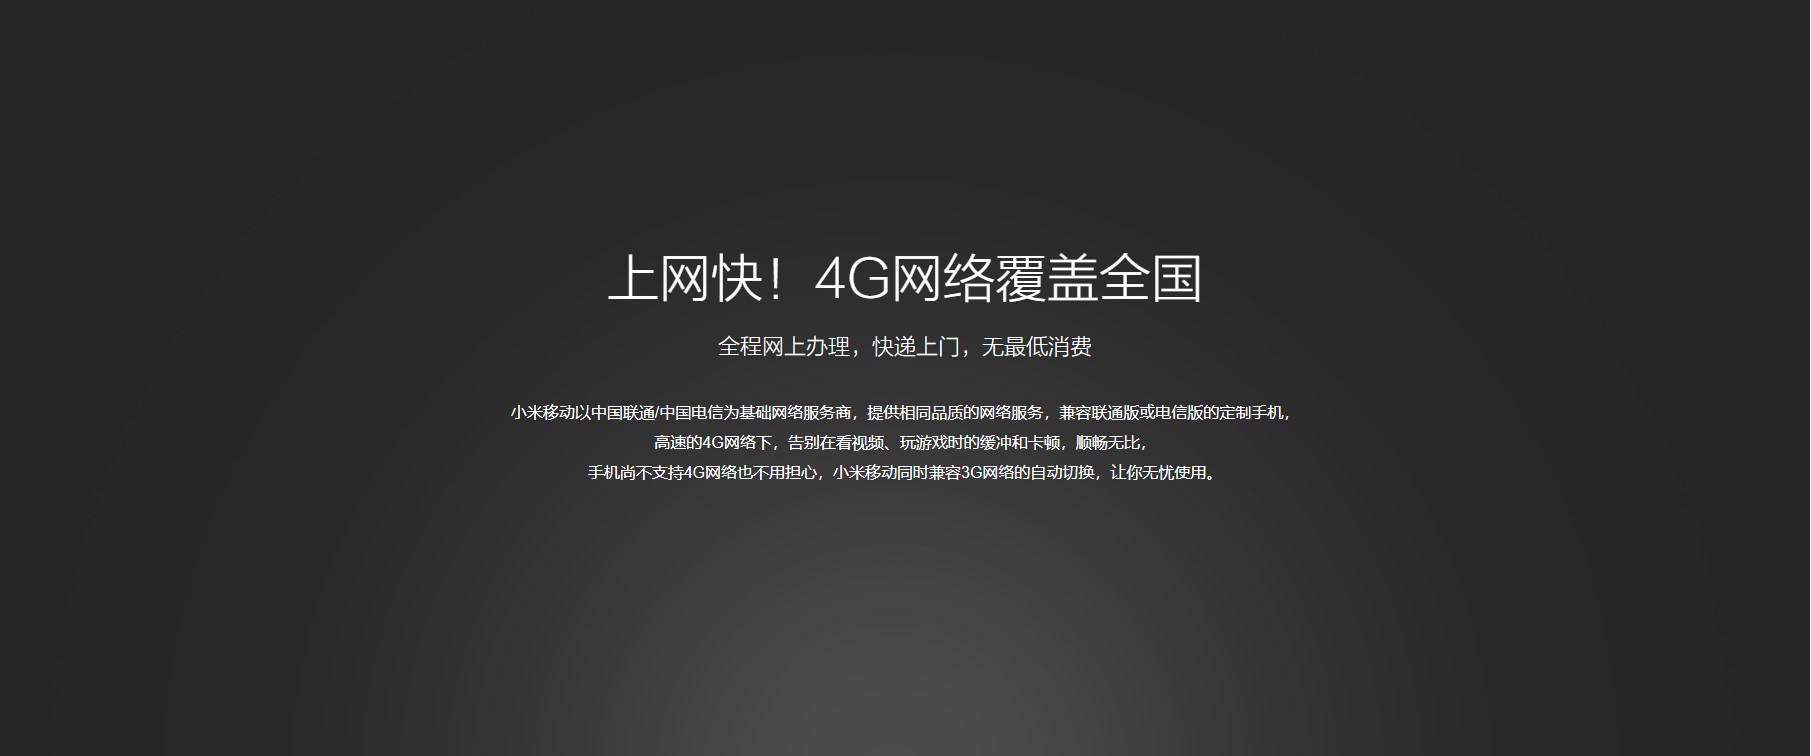 上网快！4G网络覆盖全国
全程网上办理，快递上门，无最低消费
小米移动以中国联通/中国电信为基础网络服务商，提供相同品质的网络服务，兼容联通版或电信版的定制手机，
高速的4G网络下，告别在看视频、玩游戏时的缓冲和卡顿，顺畅无比，
手机尚不支持4G网络也不用担心，小米移动同时兼容3G网络的自动切换，让你无忧使用。